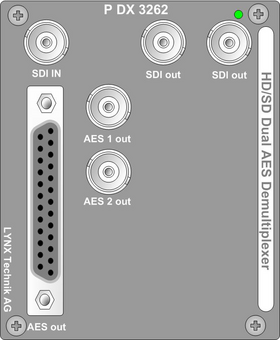 P DX 3262
SDI IN
SDI out
SDI out
AES 1 out
AES 2 out
HD/SD Dual AES Demultiplexer
LYNX Technik AG
AES out